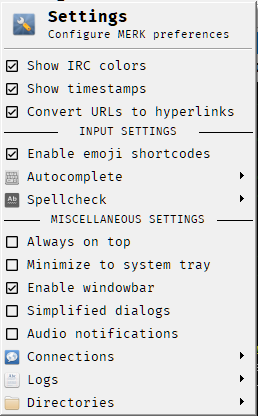 Settings
Configure MERK preferences
Show IRC colors
Show timestamps
Convert URLs to hyperlinks
INPUT SETTINGS
Enable emoji shortcodes
Autocomplete
Ab Spellcheck
MISCELLANEOUS SETTINGS
Always on top
Minimize to system tray
Enable windowbar
Simplified dialogs
Audio notifications
Connections
Logs
Directories